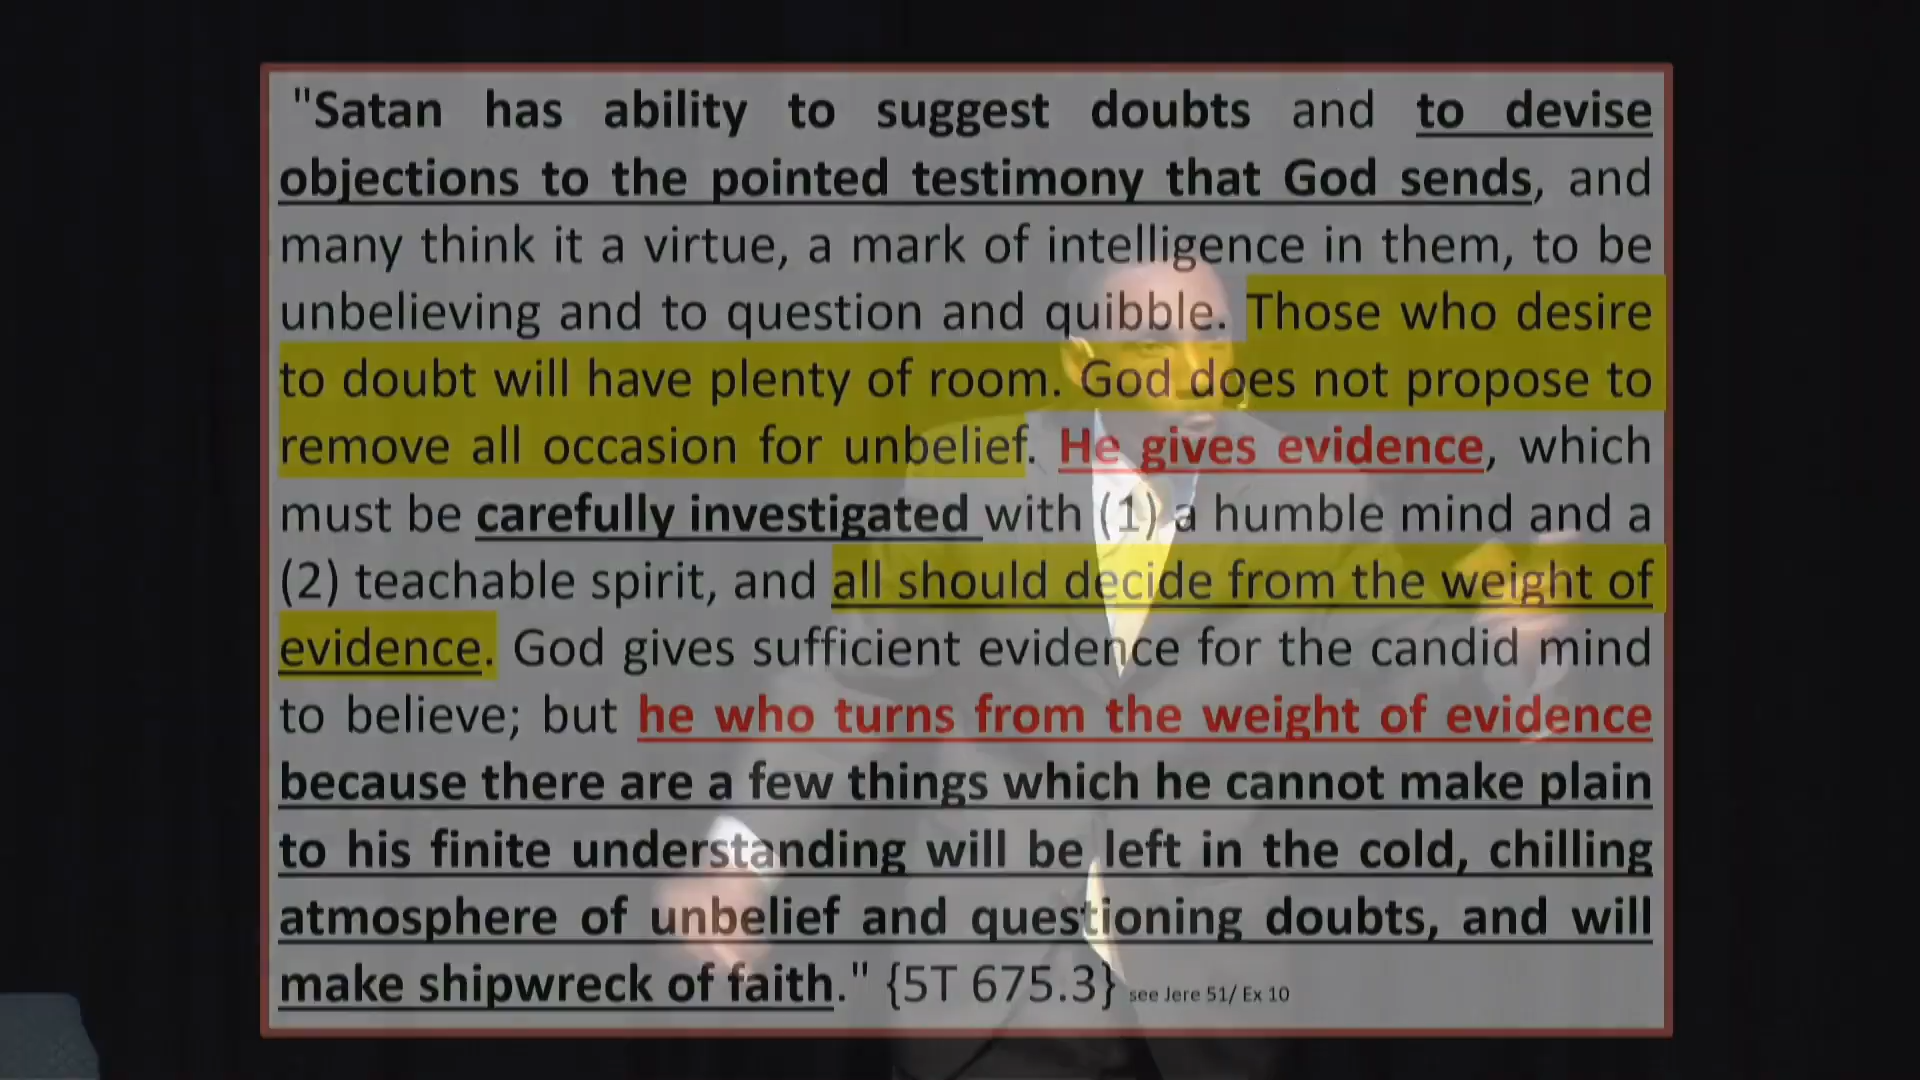 "Satan has ability to suggest doubts and to devise
objections to the pointed testimony that God sends, and
many think it a virtue, a mark of intelligence in them, to be
unbelieving and to question and quibble. Those who desire
to doubt will have plenty of room. God does not propose to
remove all occasion for unbelief. He gives evidence, which
must be carefully investigated with (1) a humble mind and a
(2) teachable spirit, and all should decide from the weight of
evidence. God gives sufficient evidence for the candid mind
to believe; but he who turns from the weight of evidence
because there are a few things which he cannot make plain
to his finite understanding will be left in the cold, chilling
atmosphere of unbelief and questioning doubts, and will
make shipwreck of faith." {5T 675.3} see Jere 51/ Ex 10